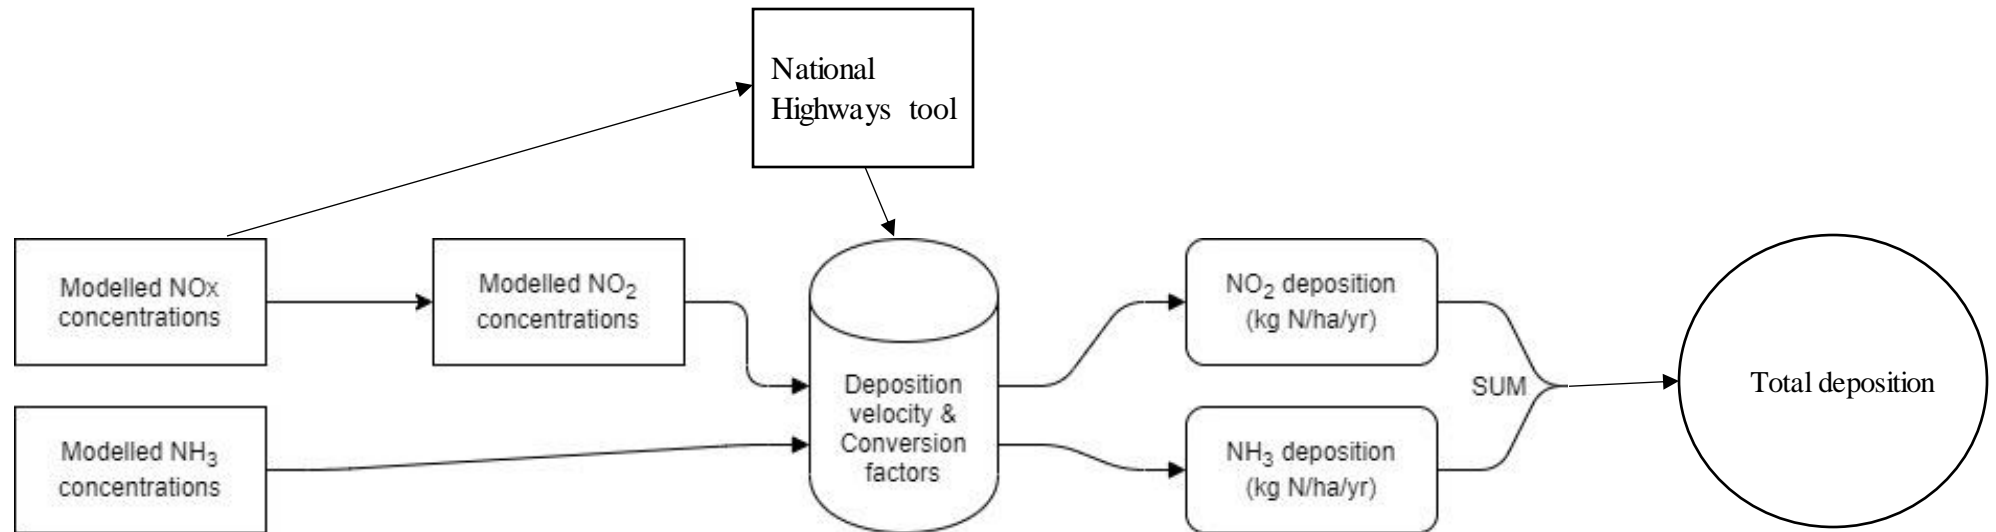 National
Highways tool
Modelled NOx
concentrations
Modelled NO₂
concentrations
Deposition
velocity &
Conversion
factors
NO₂ deposition
(kg N/ha/yr)
SUM
Total deposition
Modelled NH₃
concentrations
NH₃ deposition
(kg N/ha/yr)